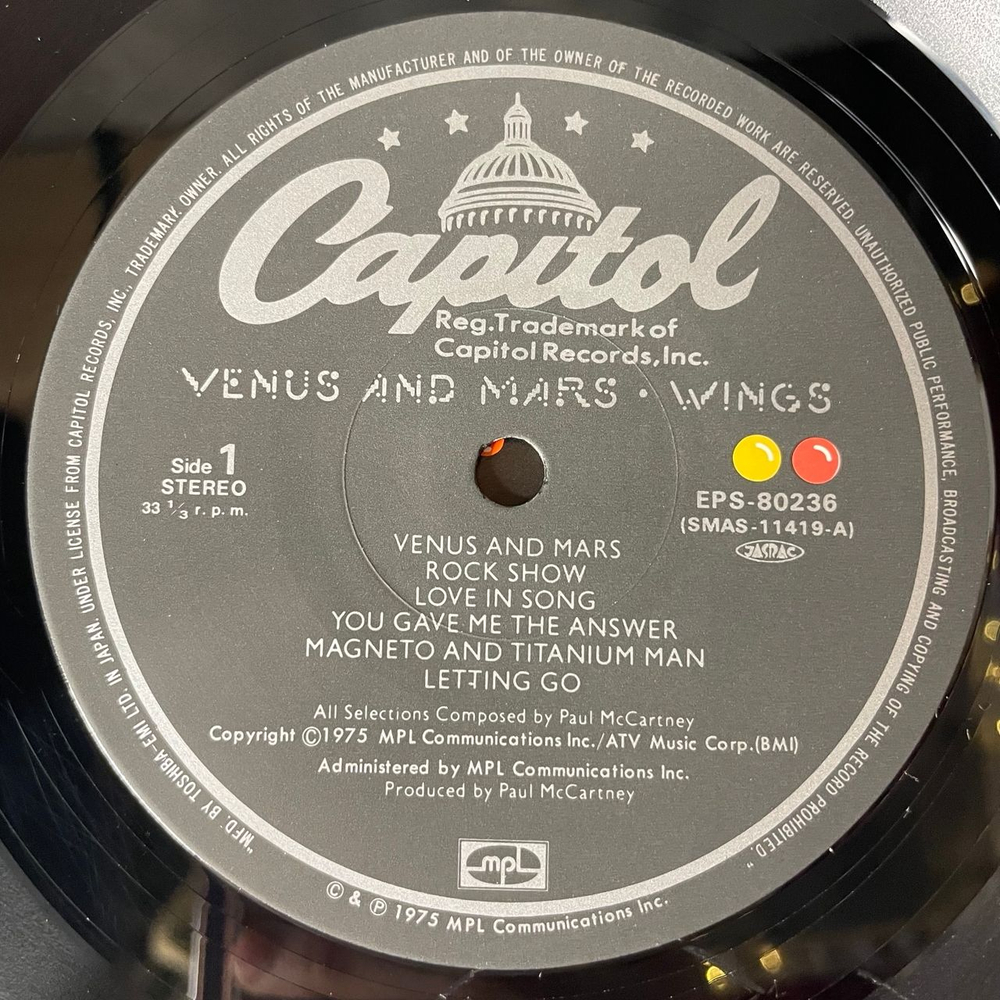 "MFD. BY TOSHIBA-EMI LTD. IN JAPAN. UNDER LICENSE FROM CAPITOL RECORDS, INC., TRADEMARK. OWNER. ALL RIGHTS OF THE MANUFACTURER AND OF THE OWNER OF THE RECORDED WORK ARE RESERVED. UNAUTHORIZED PUBLIC PERFORMANCE, BROADCASTING AND COPYING OF THE RECORD PROHIBITED."
Capitol
Reg.Trademark of
Capitol Records, Inc.
VENUS AND MARS · WINGS
Side 1
STEREO
33 1/3 r. p. m.
EPS-80236
(SMAS-11419-A)
JASRAC
VENUS AND MARS
ROCK SHOW
LOVE IN SONG
YOU GAVE ME THE ANSWER
MAGNETO AND TITANIUM MAN
LETTING GO
All Selections Composed by Paul McCartney
Copyright ©1975 MPL Communications Inc./ATV Music Corp.(BMI)
Administered by MPL Communications Inc.
Produced by Paul McCartney
mpl
© & ℗ 1975 MPL Communications Inc.